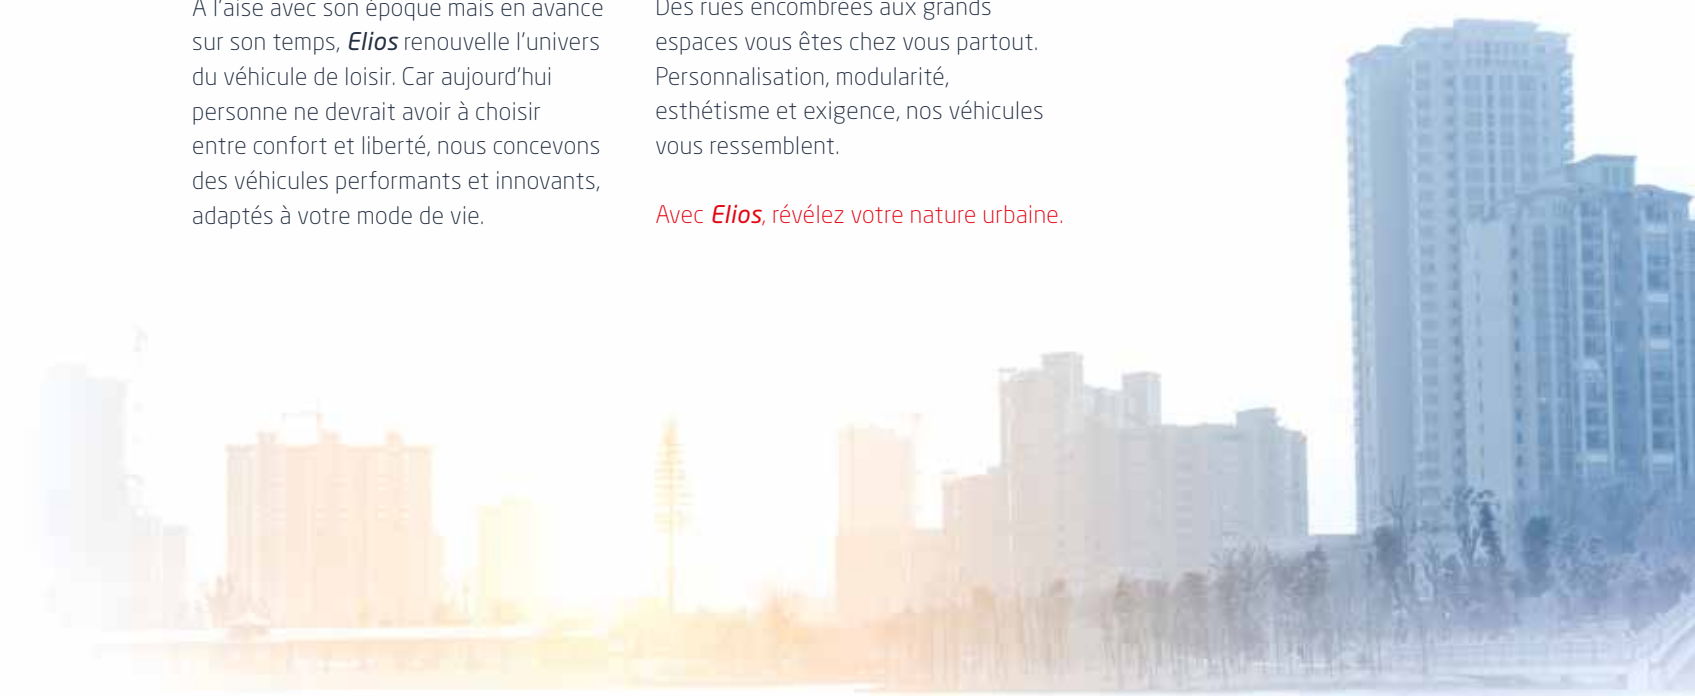 À l'aise avec son époque mais en avance
sur son temps, Elios renouvelle l'univers
du véhicule de loisir. Car aujourd'hui
personne ne devrait avoir à choisir
entre confort et liberté, nous concevons
des véhicules performants et innovants,
adaptés à votre mode de vie.
Des rues encombrées aux grands
espaces vous êtes chez vous partout.
Personnalisation, modularité,
esthétisme et exigence, nos véhicules
vous ressemblent.
Avec Elios, révélez votre nature urbaine.